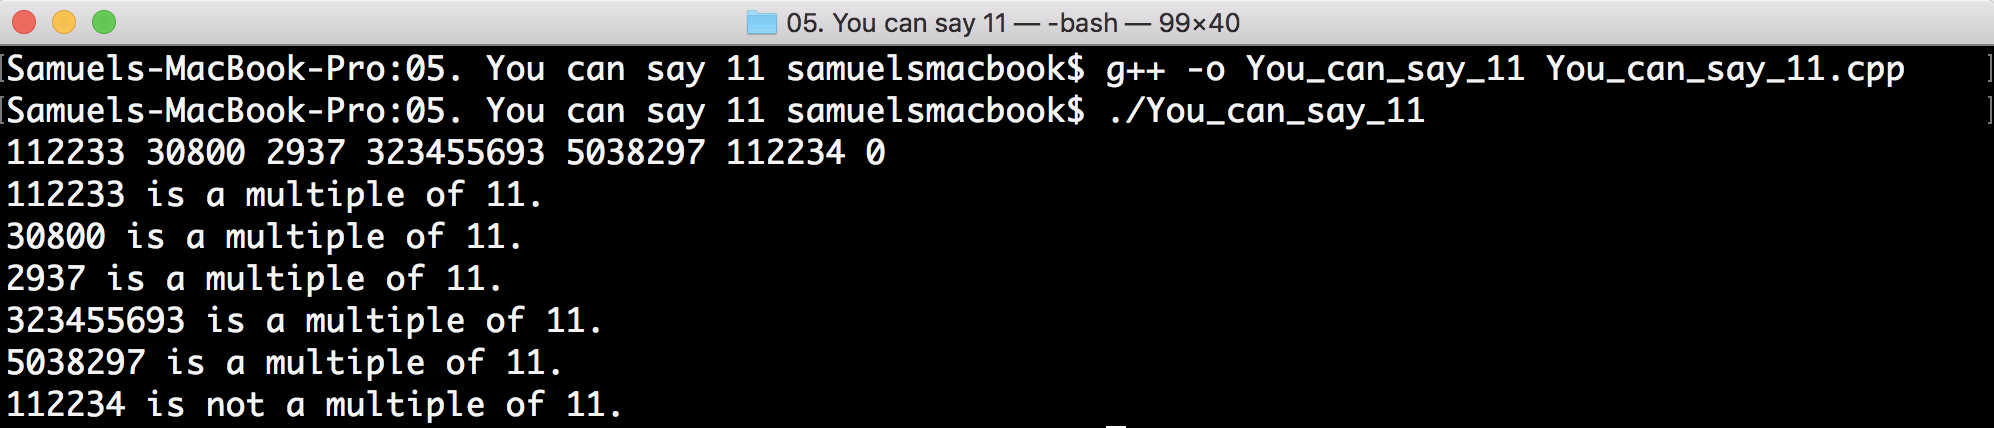 05. You can say 11 — -bash — 99×40
[Samuels-MacBook-Pro:05. You can say 11 samuelsmacbook$ g++ -o You_can_say_11 You_can_say_11.cpp ]
[Samuels-MacBook-Pro:05. You can say 11 samuelsmacbook$ ./You_can_say_11 ]
112233 30800 2937 323455693 5038297 112234 0
112233 is a multiple of 11.
30800 is a multiple of 11.
2937 is a multiple of 11.
323455693 is a multiple of 11.
5038297 is a multiple of 11.
112234 is not a multiple of 11.